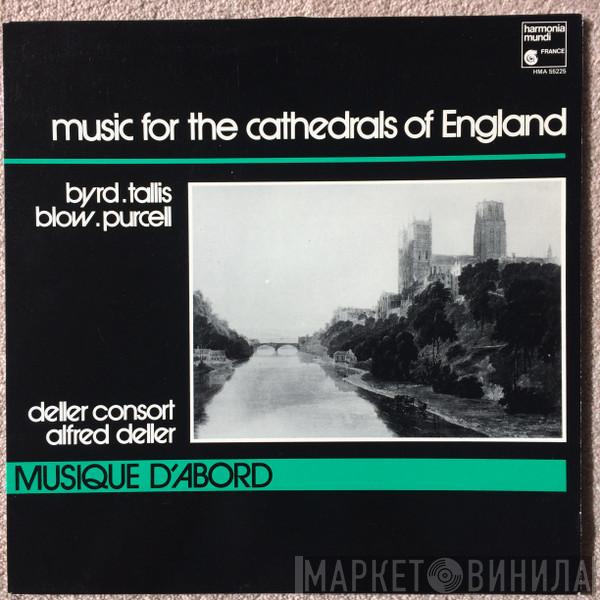 harmonia
mundi
FRANCE
HMA 55225
music for the cathedrals of England
byrd.tallis
blow.purcell
deller consort
alfred deller
MUSIQUE D'ABORD
МАРКЕТ ВИНИЛА